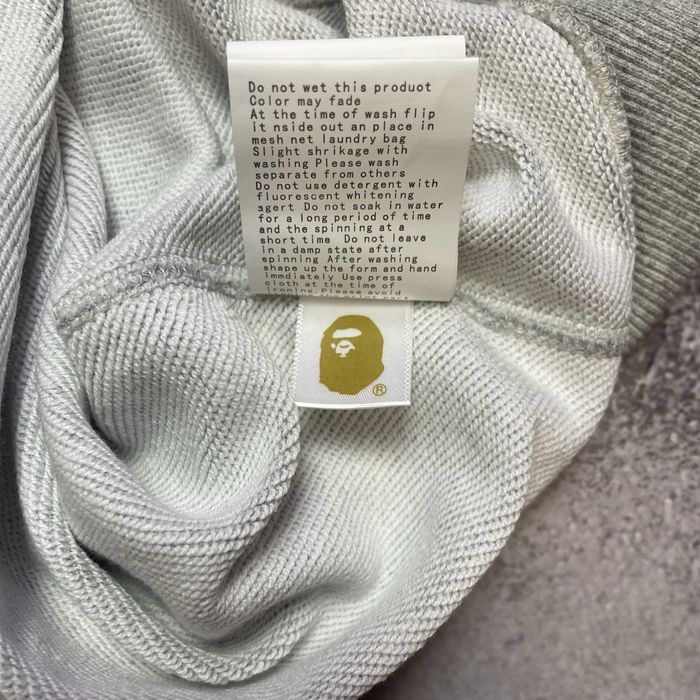 Do not wet this product
Color may fade
At the time of wash flip
it nside out an place in
mesh net laundry bag
Slight shrikage with
washing Please wash
separate from others
Do not use detergent with
fluorescent whitening
agert Do not soak in water
for a long period of time
and the spinning at a
short time Do not leave
in a damp state after
spinning After washing
shape up the form and hand
immediately Use press
cloth at the time of
ironing.Please avoid
®